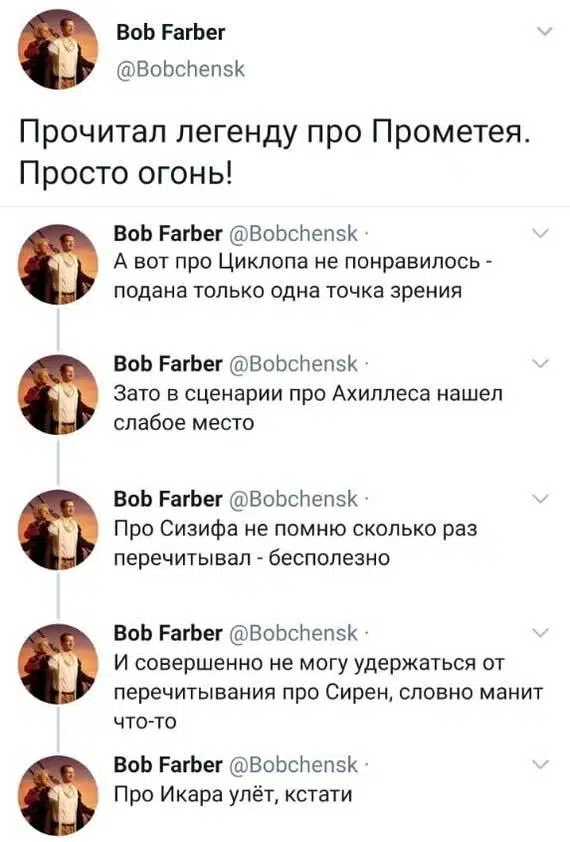 Bob Farber
@Bobchensk
Прочитал легенду про Прометея.
Просто огонь!
Bob Farber @Bobchensk ·
А вот про Циклопа не понравилось -
подана только одна точка зрения
Bob Farber @Bobchensk ·
Зато в сценарии про Ахиллеса нашел
слабое место
Bob Farber @Bobchensk ·
Про Сизифа не помню сколько раз
перечитывал - бесполезно
Bob Farber @Bobchensk ·
И совершенно не могу удержаться от
перечитывания про Сирен, словно манит
что-то
Bob Farber @Bobchensk ·
Про Икара улёт, кстати